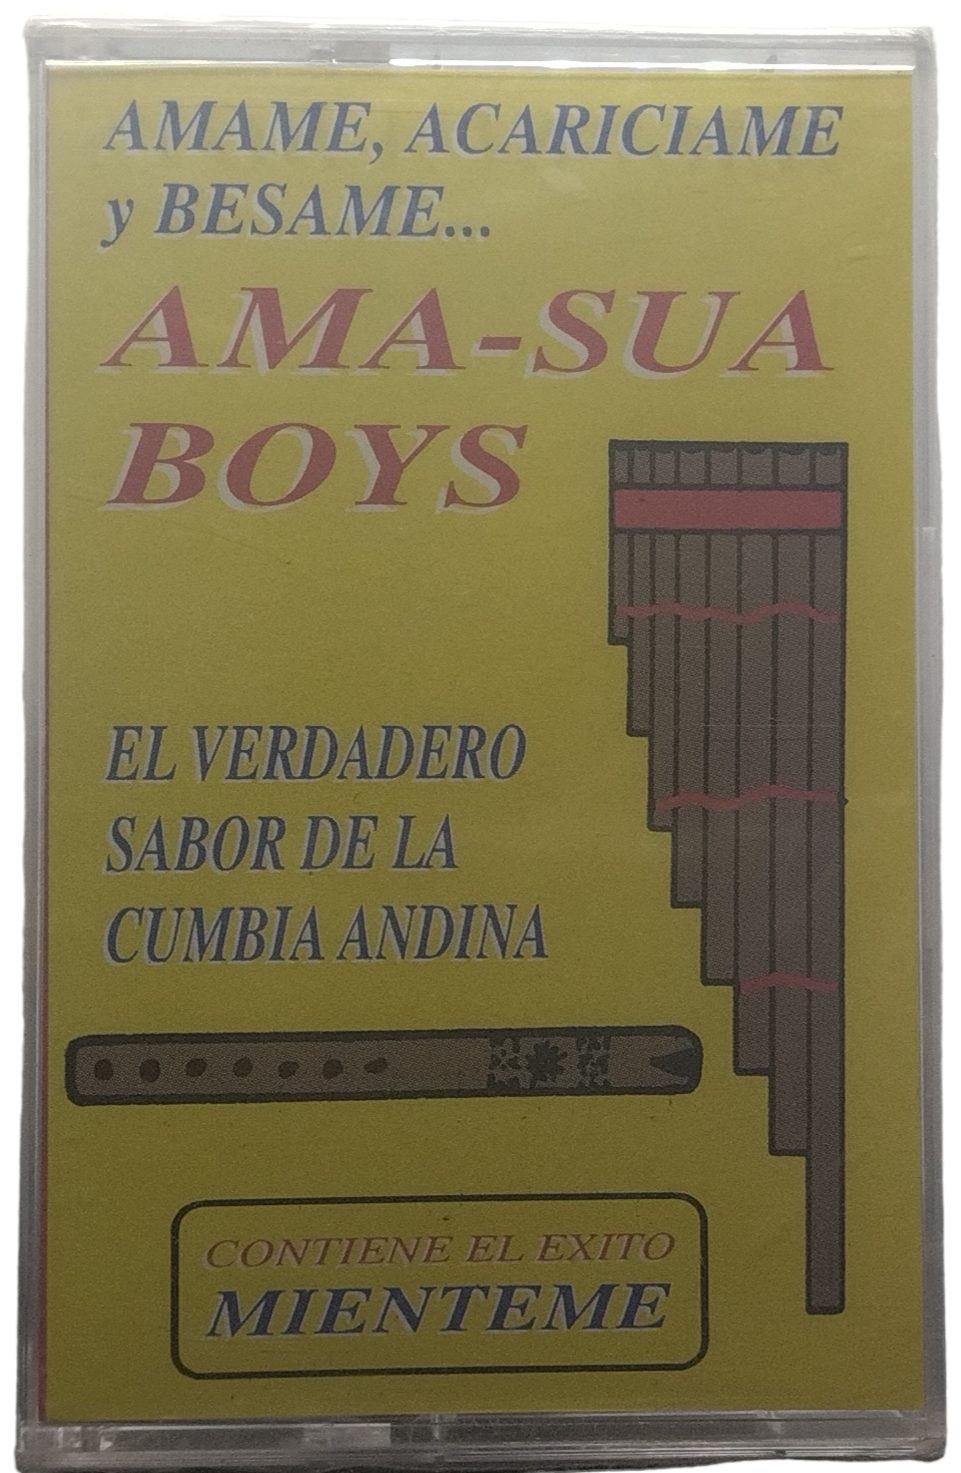 AMAME, ACARICIAME
y BESAME...
AMA-SUA
BOYS
EL VERDADERO
SABOR DE LA
CUMBIA ANDINA
CONTIENE EL EXITO
MIENTEME